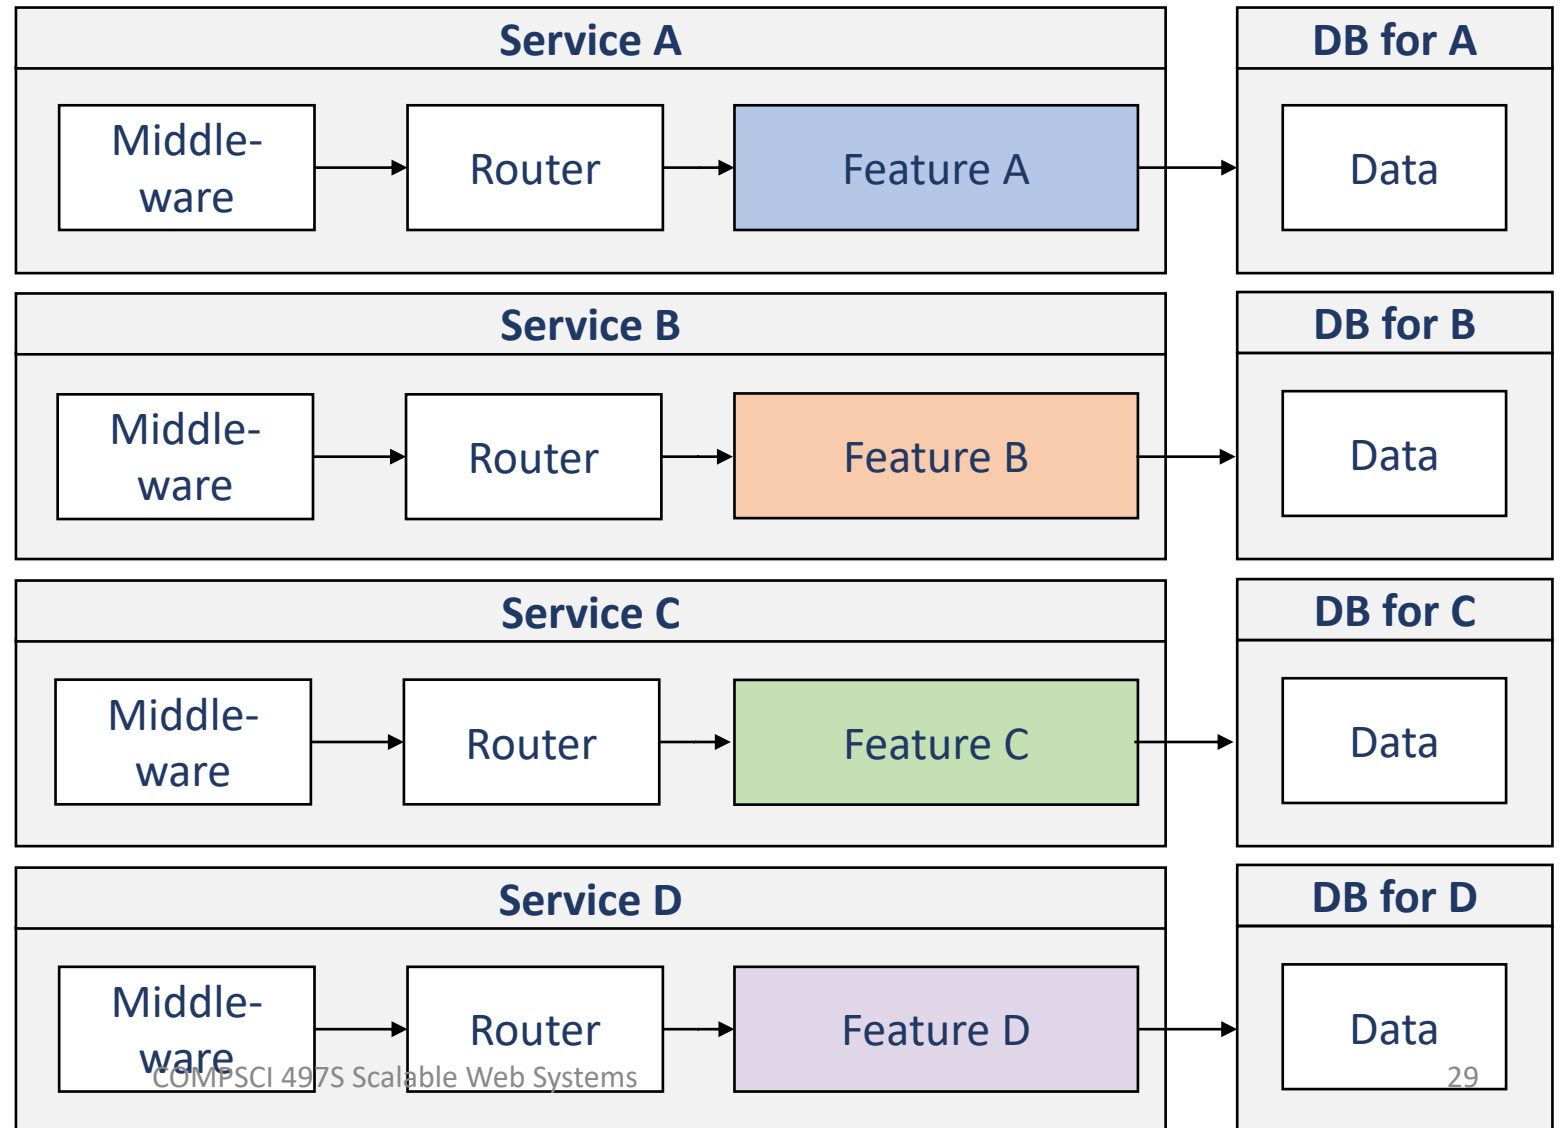 Service A
DB for A
Middle-
ware
Router
Feature A
Data
Service B
DB for B
Middle-
ware
Router
Feature B
Data
Service C
DB for C
Middle-
ware
Router
Feature C
Data
Service D
DB for D
Middle-
ware
Router
Feature D
Data
COMPSCI 497S Scalable Web Systems
29